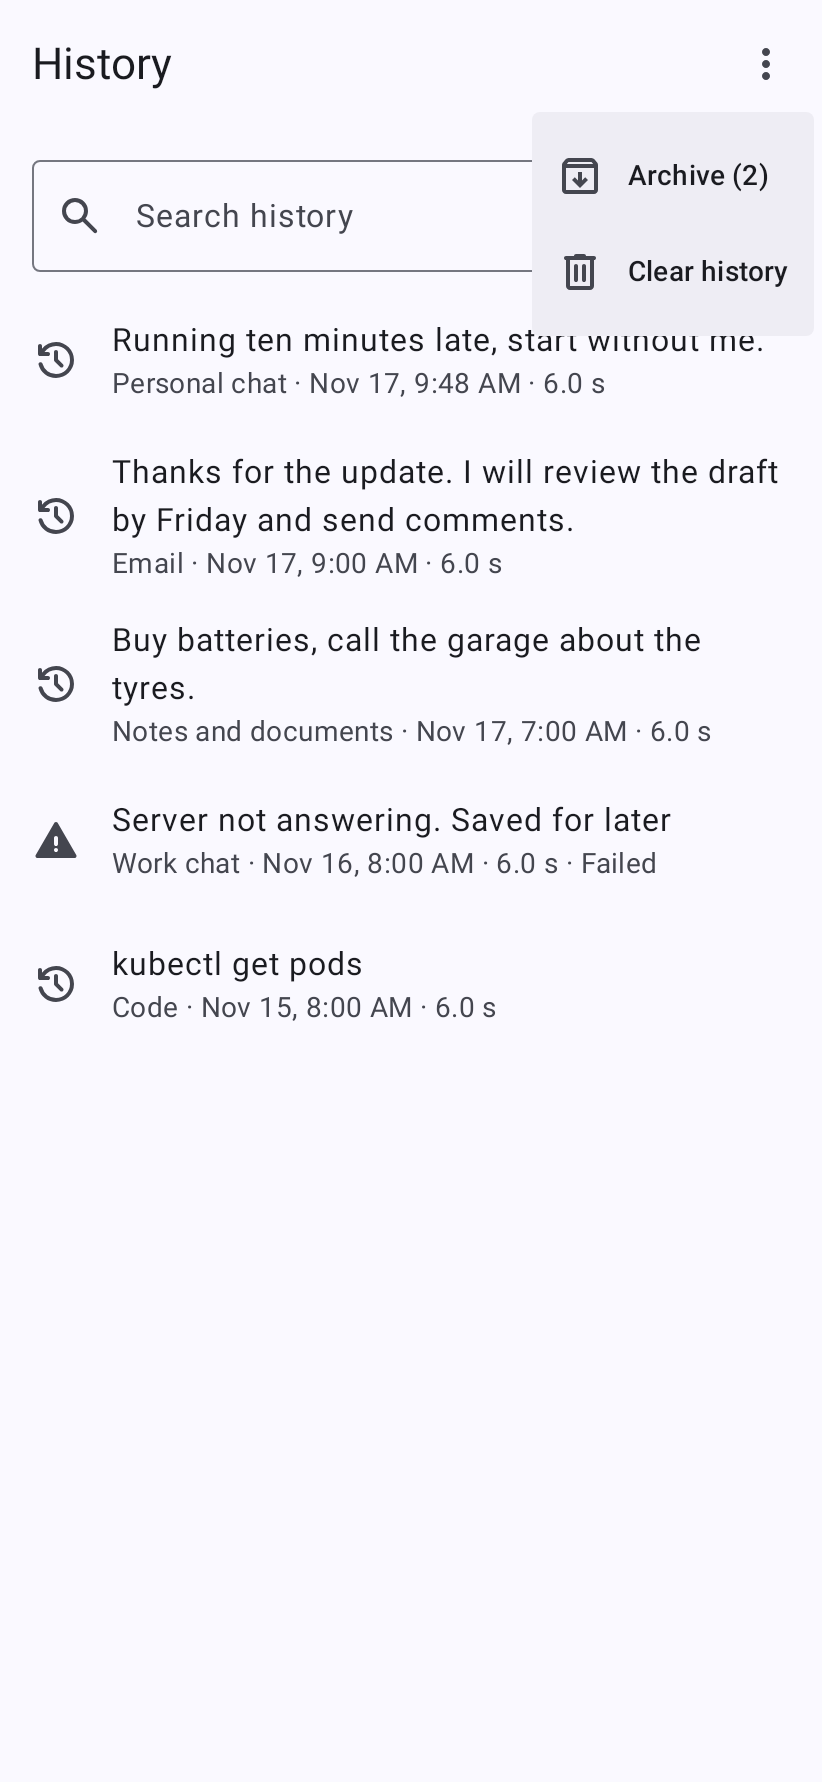 History
Archive (2)
Search history
Clear history
Running ten minutes late, start without me.
Personal chat · Nov 17, 9:48 AM · 6.0 s
Thanks for the update. I will review the draft
by Friday and send comments.
Email · Nov 17, 9:00 AM · 6.0 s
Buy batteries, call the garage about the
tyres.
Notes and documents · Nov 17, 7:00 AM · 6.0 s
Server not answering. Saved for later
Work chat · Nov 16, 8:00 AM · 6.0 s · Failed
kubectl get pods
Code · Nov 15, 8:00 AM · 6.0 s